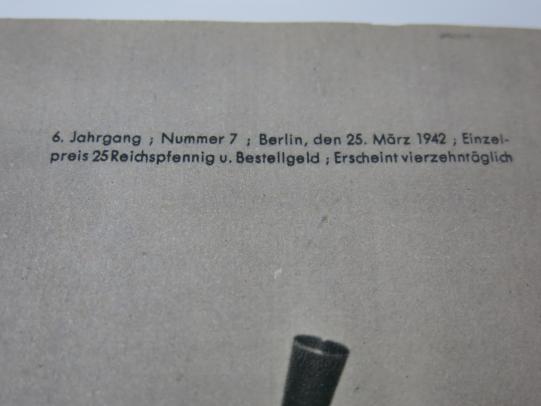 6. Jahrgang ; Nummer 7 ; Berlin, den 25. März 1942 ; Einzel-
preis 25 Reichspfennig u. Bestellgeld ; Erscheint vierzehntäglich